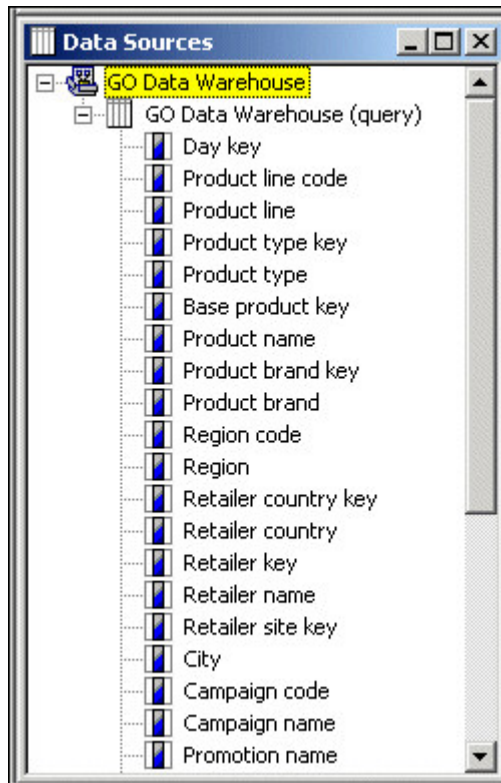 Data Sources
GO Data Warehouse
GO Data Warehouse (query)
Day key
Product line code
Product line
Product type key
Product type
Base product key
Product name
Product brand key
Product brand
Region code
Region
Retailer country key
Retailer country
Retailer key
Retailer name
Retailer site key
City
Campaign code
Campaign name
Promotion name